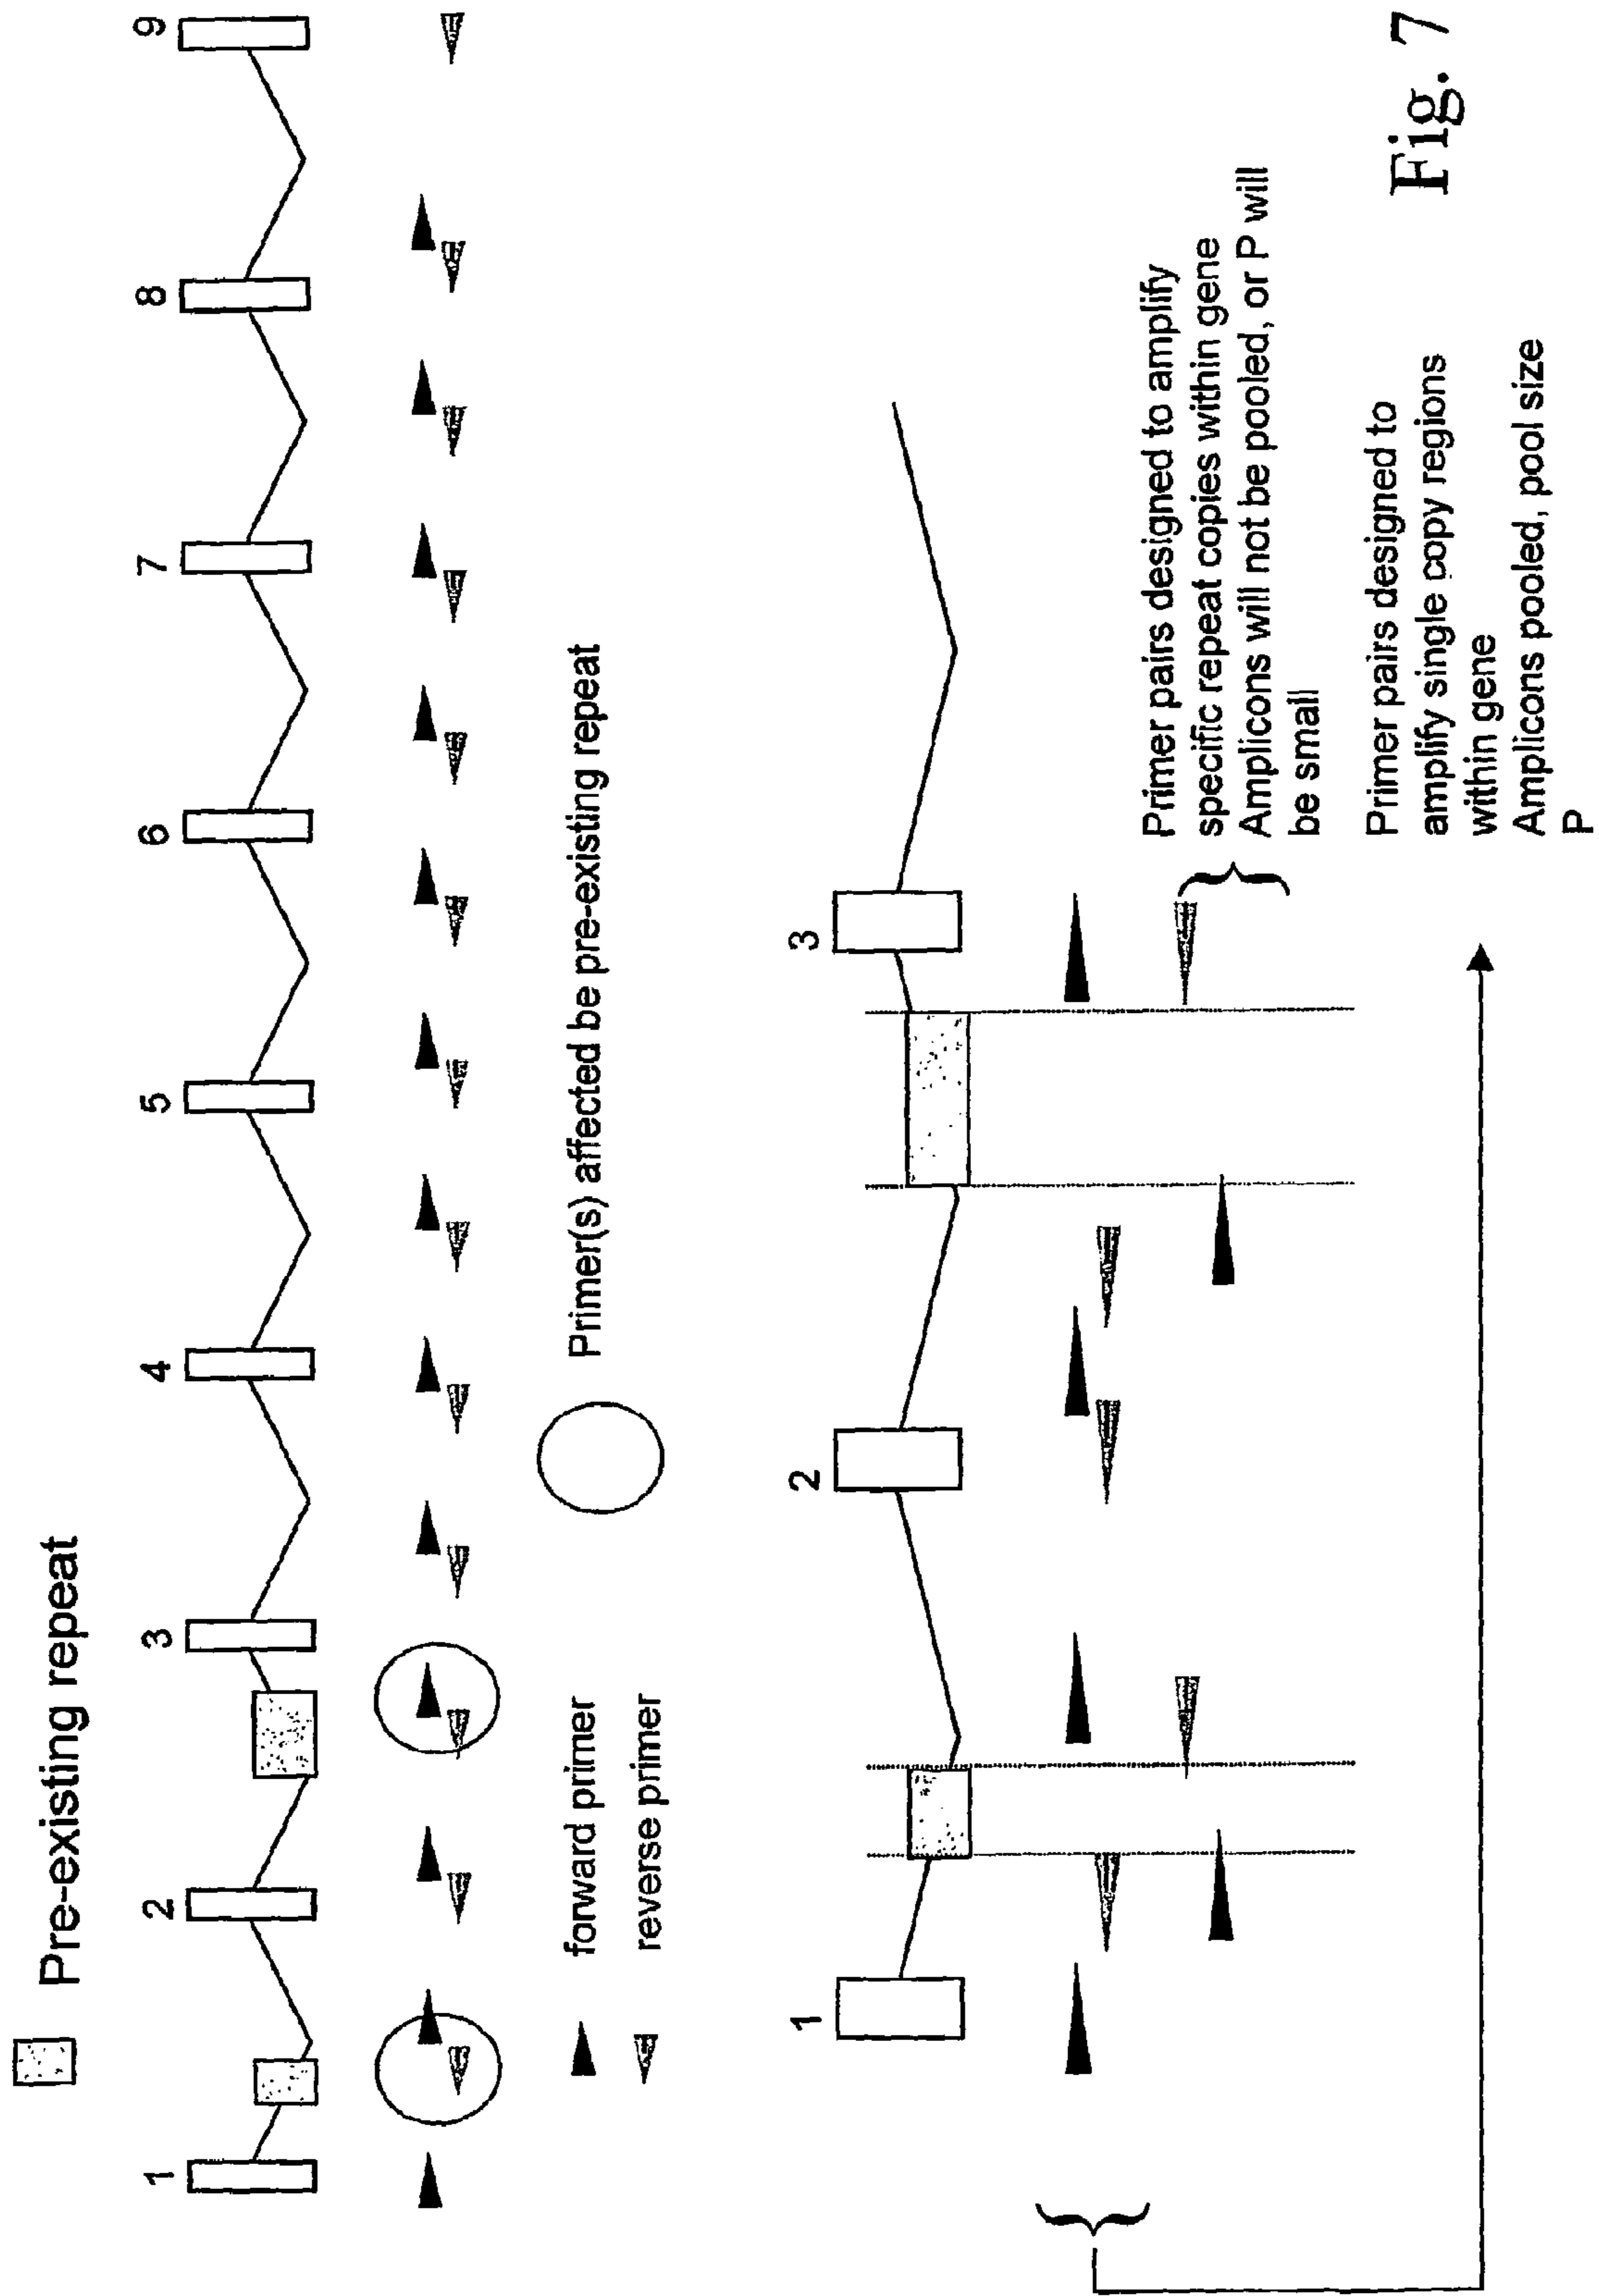 Pre-existing repeat
1 2 3 4 5 6 7 8 9
forward primer
reverse primer
Primer(s) affected be pre-existing repeat
1 2 3
Primer pairs designed to amplify
specific repeat copies within gene
Amplicons will not be pooled, or P will
be small
Primer pairs designed to
amplify single copy regions
within gene
Amplicons pooled, pool size
P
Fig. 7